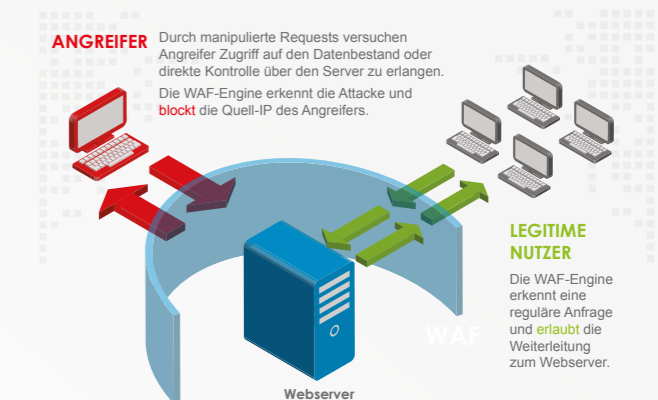 ANGREIFER
Durch manipulierte Requests versuchen
Angreifer Zugriff auf den Datenbestand oder
direkte Kontrolle über den Server zu erlangen.
Die WAF-Engine erkennt die Attacke und
blockt die Quell-IP des Angreifers.
LEGITIME
NUTZER
Die WAF-Engine
erkennt eine
reguläre Anfrage
und erlaubt die
Weiterleitung
zum Webserver.
WAF
Webserver